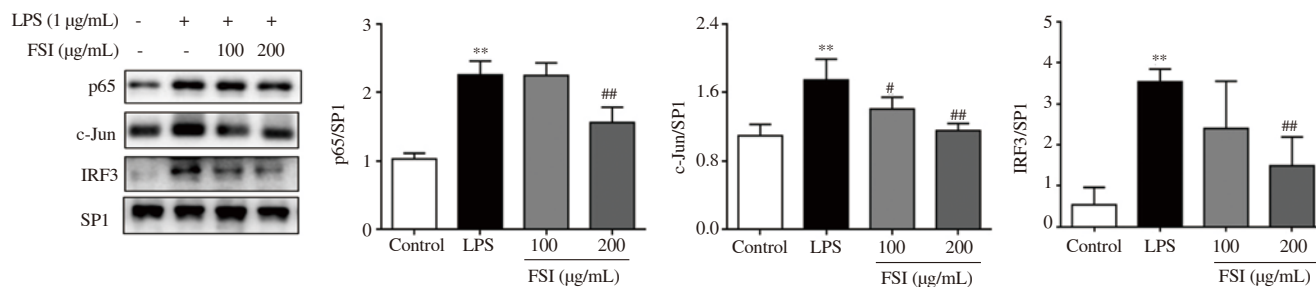 LPS (1 μg/mL) - + + +
FSI (μg/mL) - - 100 200
p65
c-Jun
IRF3
SP1
p65/SP1
3
2
1
0
**
##
Control LPS 100 200
FSI (μg/mL)
c-Jun/SP1
2.4
1.8
1.2
0.6
0.0
**
#
##
Control LPS 100 200
FSI (μg/mL)
IRF3/SP1
5
4
3
2
1
0
**
##
Control LPS 100 200
FSI (μg/mL)